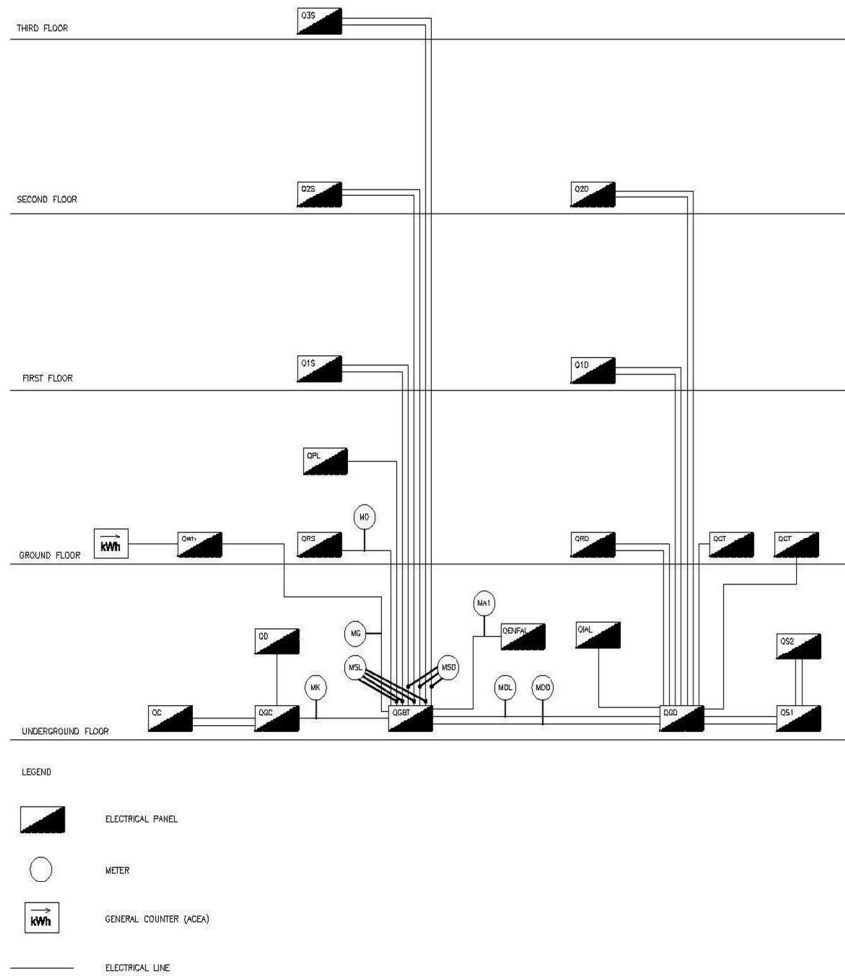 Q3S
THIRD FLOOR
Q2S
Q2D
SECOND FLOOR
Q1S
Q1D
FIRST FLOOR
QPL
MO
kWh
QWh
QRS
QRD
QCT
QCT
GROUND FLOOR
MA1
QENFAL
QIAL
MG
QD
QS2
MSL
MSD
MK
MDL
MDD
QC
QGC
QGBT
QGD
QS1
UNDERGROUND FLOOR
LEGEND
ELECTRICAL PANEL
METER
kWh
GENERAL COUNTER (ACEA)
ELECTRICAL LINE